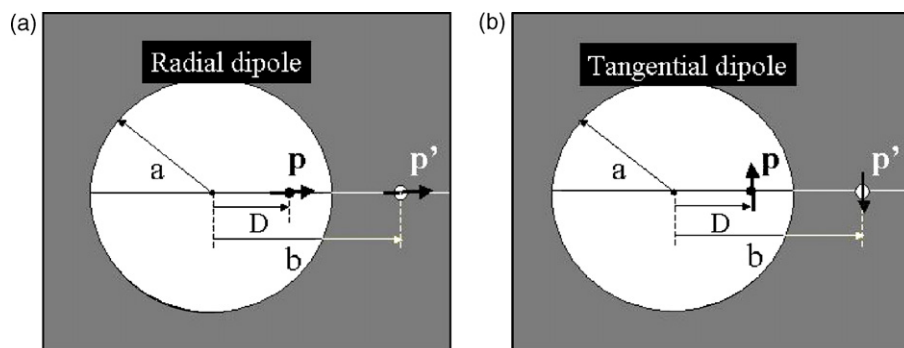 (a)
Radial dipole
a
p
p’
D
b
(b)
Tangential dipole
a
p
p’
D
b